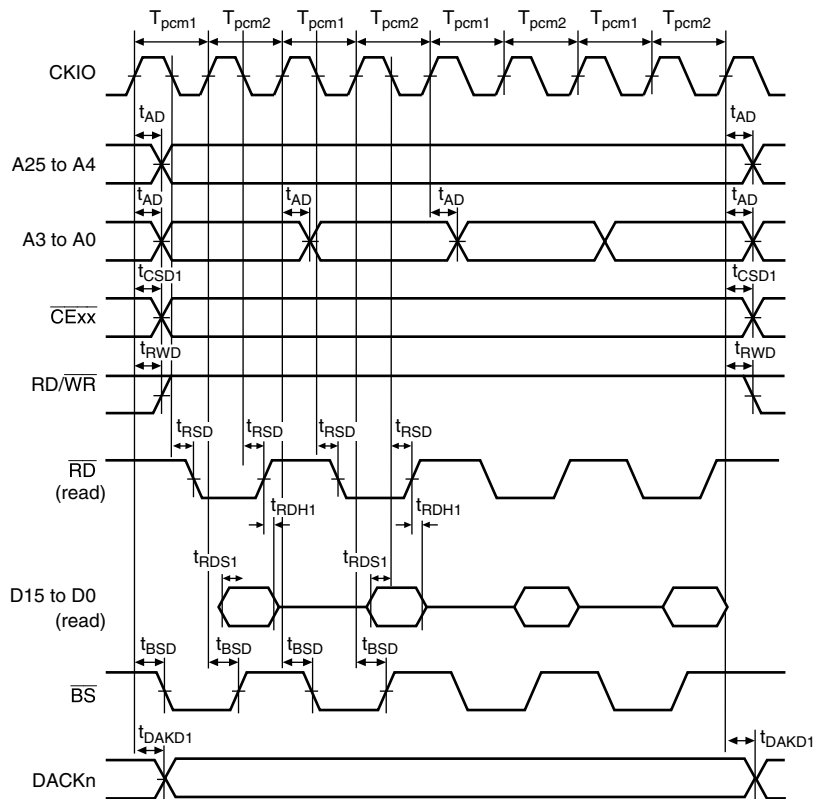 Tpcm1 Tpcm2 Tpcm1 Tpcm2 Tpcm1 Tpcm2 Tpcm1 Tpcm2
CKIO
tAD tAD
A25 to A4
tAD tAD tAD tAD
A3 to A0
tCSD1 tCSD1
CExx
tRWD tRWD
RD/WR
tRSD tRSD tRSD tRSD
RD
(read)
tRDH1 tRDH1
tRDS1 tRDS1
D15 to D0
(read)
tBSD tBSD tBSD tBSD
BS
tDAKD1 tDAKD1
DACKn